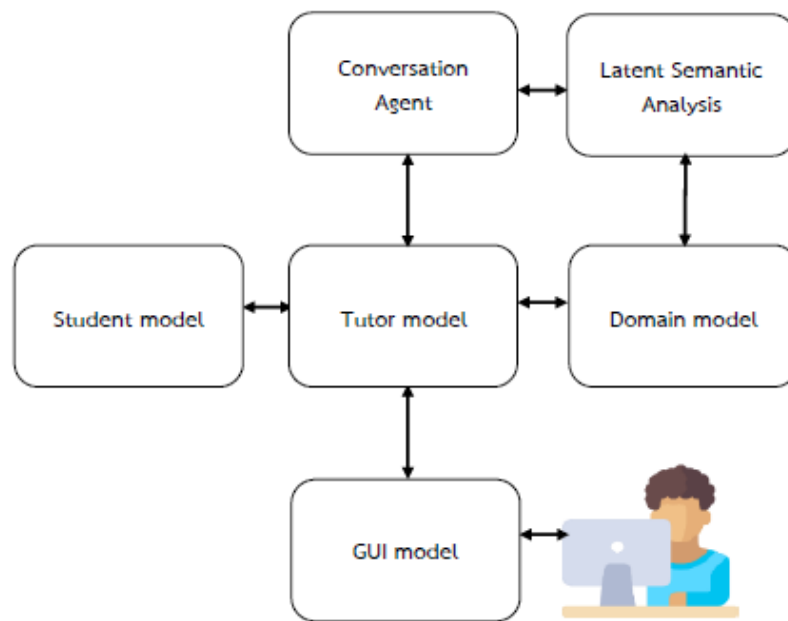 Conversation
Agent
Latent Semantic
Analysis
Student model
Tutor model
Domain model
GUI model